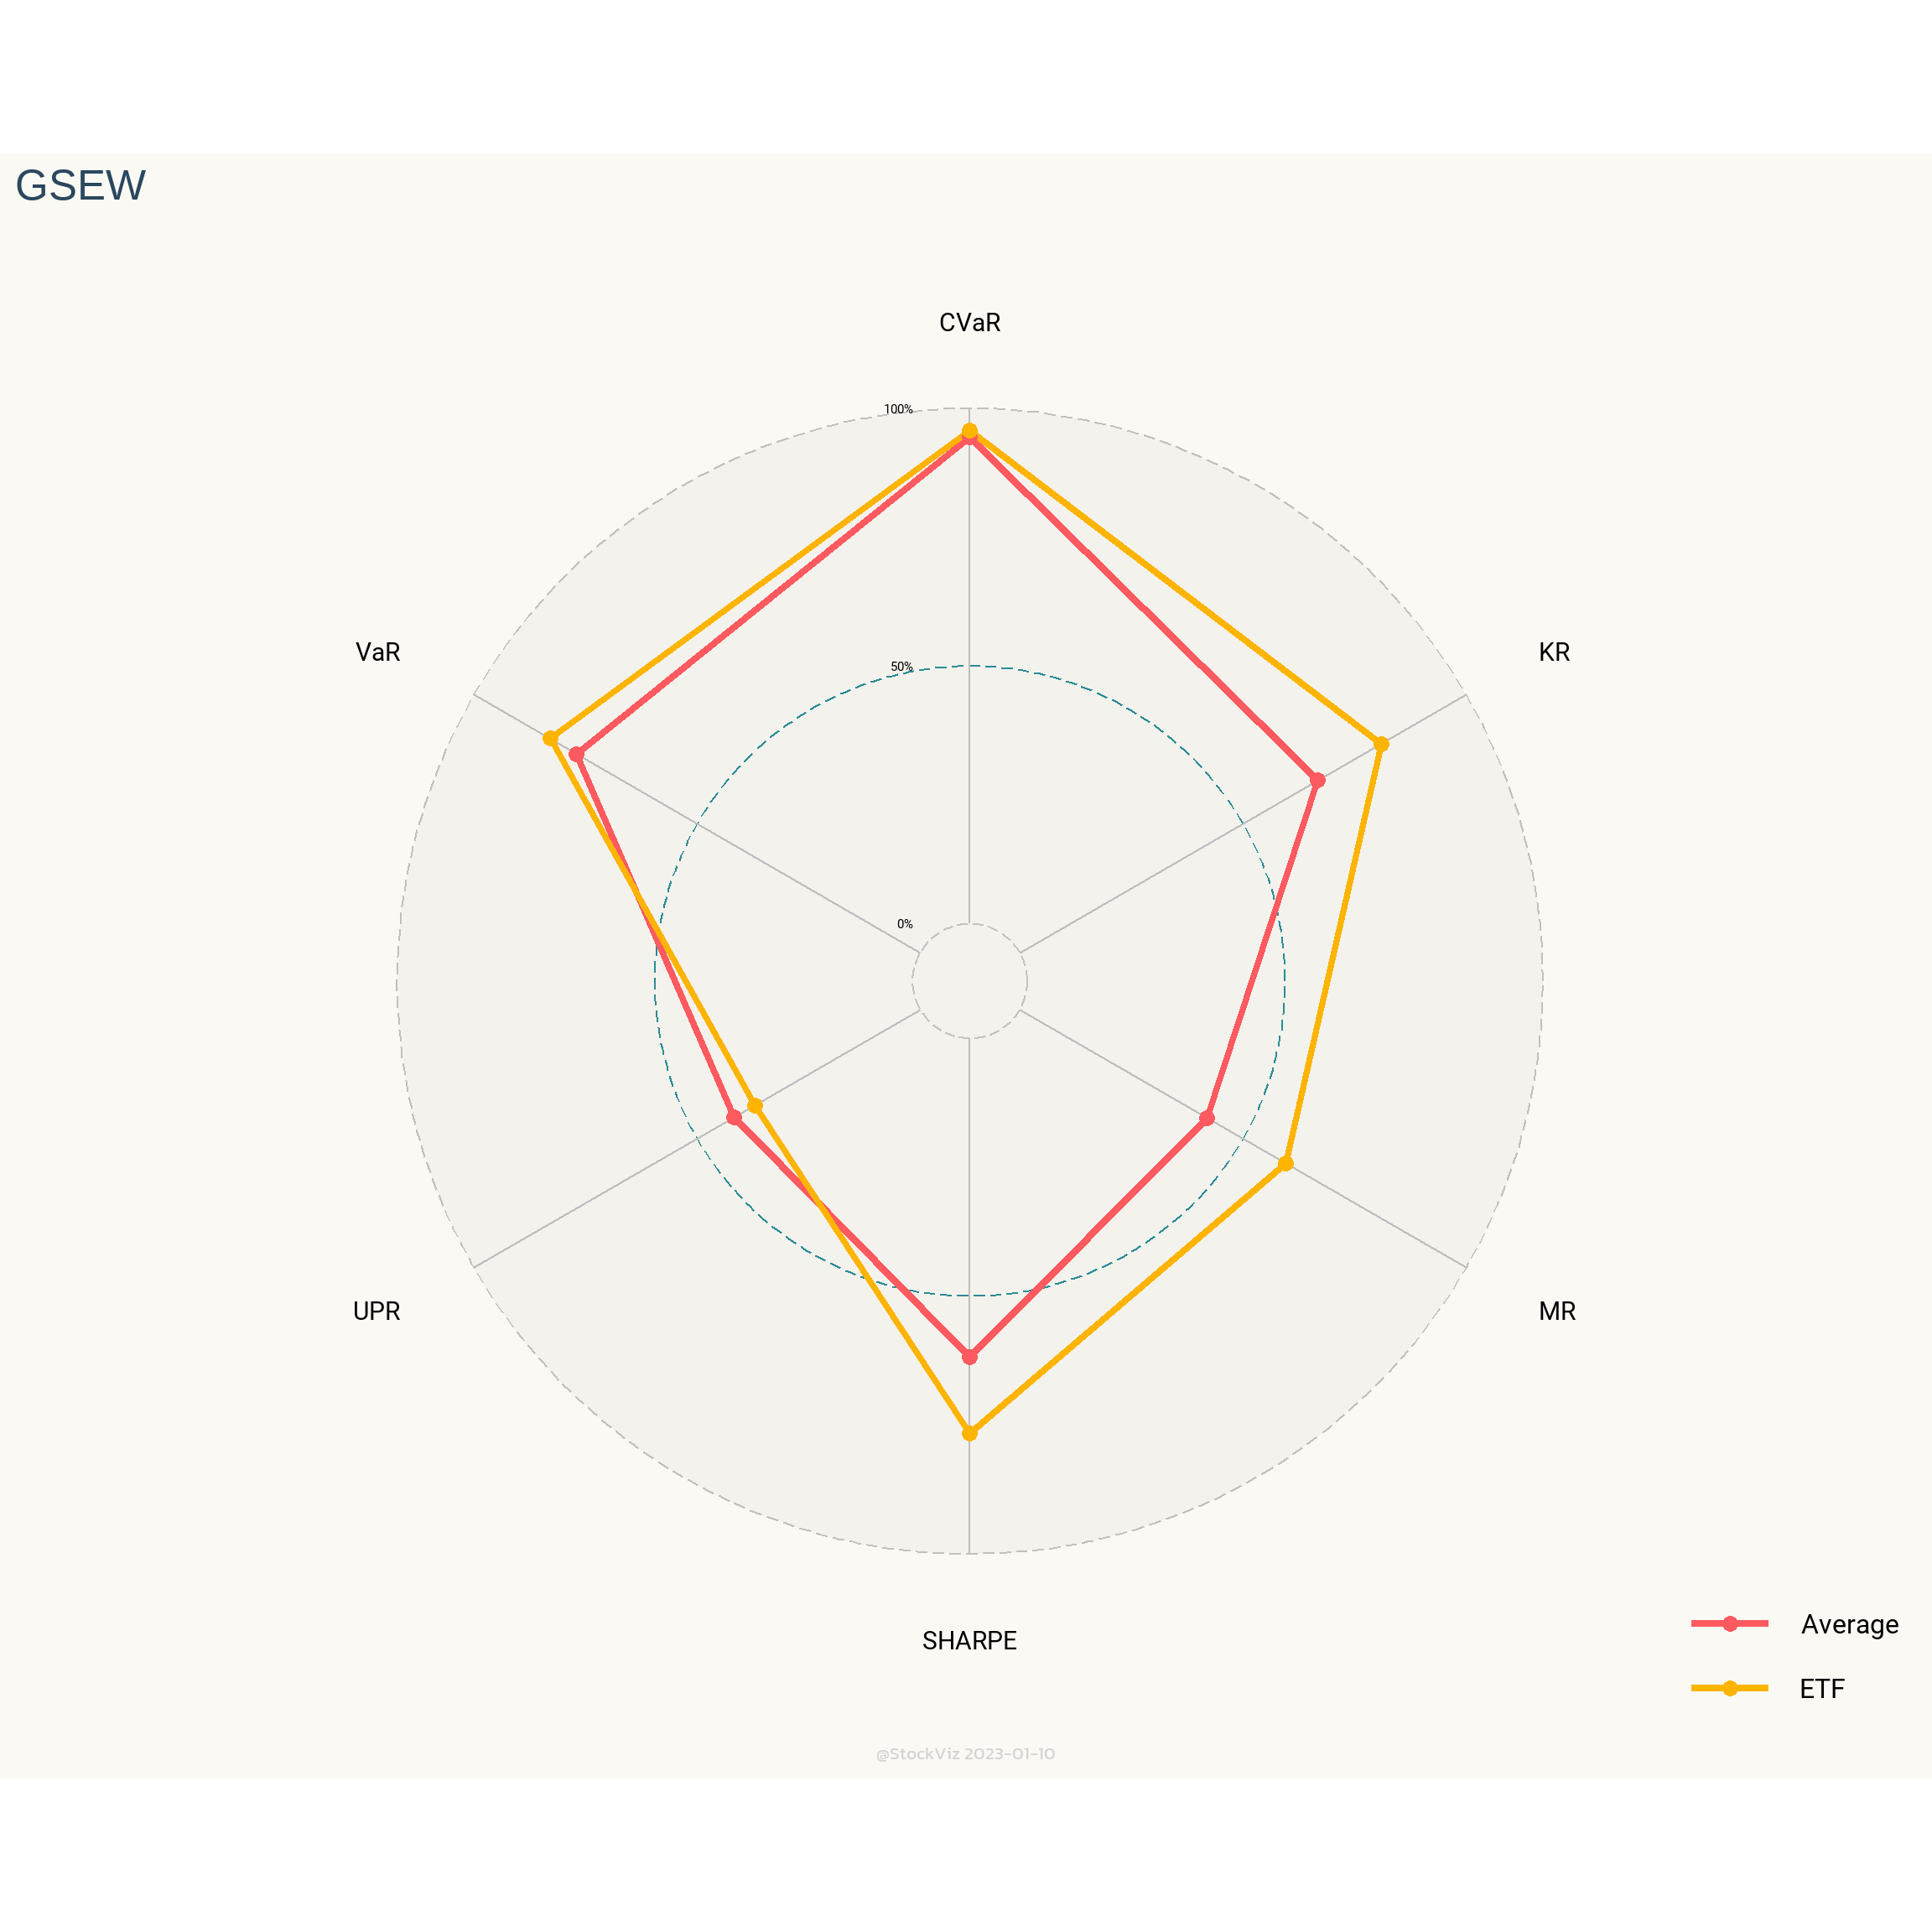 GSEW
CVaR
100%
VaR
KR
50%
0%
UPR
MR
SHARPE
Average
ETF
@StockViz 2023-01-10